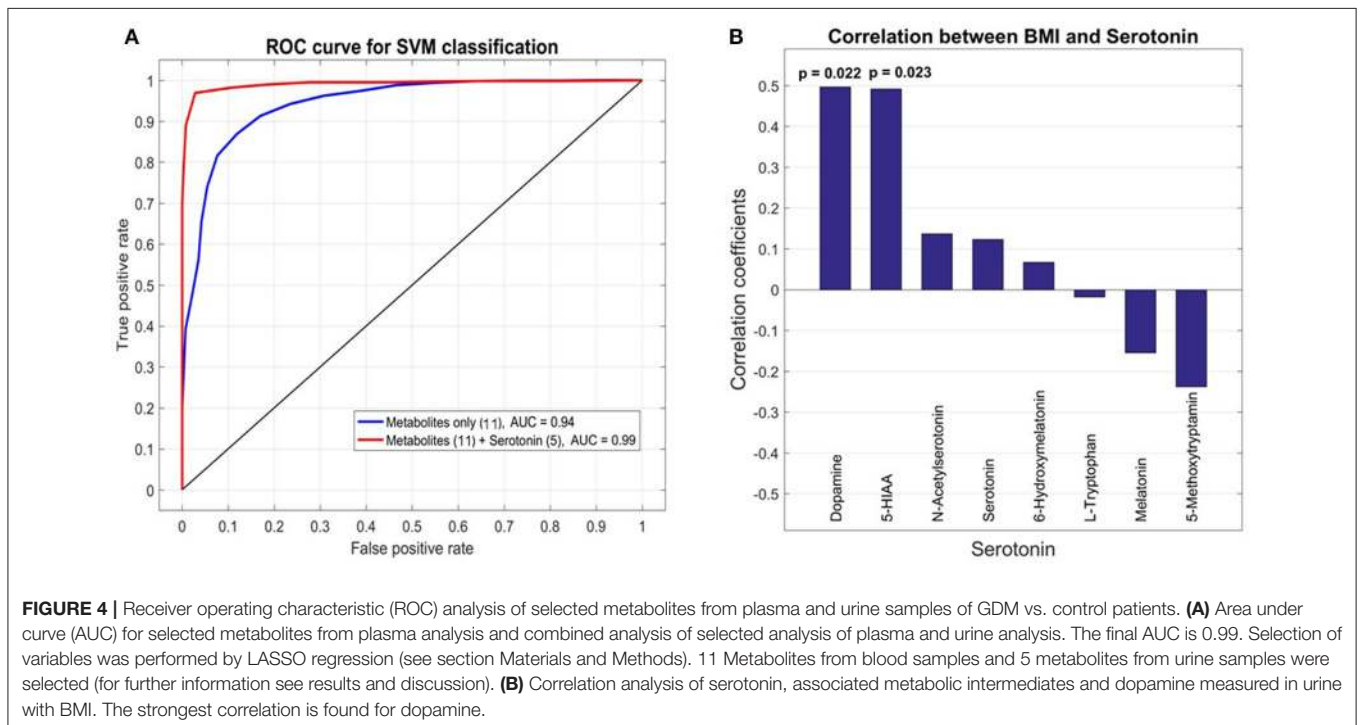 A
ROC curve for SVM classification
1
0.9
0.8
0.7
0.6
0.5
0.4
0.3
0.2
0.1
0
True positive rate
Metabolites only (11), AUC = 0.94
Metabolites (11) + Serotonin (5), AUC = 0.99
0 0.1 0.2 0.3 0.4 0.5 0.6 0.7 0.8 0.9 1
False positive rate
B
Correlation between BMI and Serotonin
p = 0.022 p = 0.023
0.5
0.4
0.3
0.2
0.1
0
-0.1
-0.2
-0.3
-0.4
-0.5
Correlation coefficients
Dopamine
5-HIAA
N-Acetylserotonin
Serotonin
6-Hydroxymelatonin
L-Tryptophan
Melatonin
5-Methoxytryptamin
Serotonin
FIGURE 4 | Receiver operating characteristic (ROC) analysis of selected metabolites from plasma and urine samples of GDM vs. control patients. (A) Area under
curve (AUC) for selected metabolites from plasma analysis and combined analysis of selected analysis of plasma and urine analysis. The final AUC is 0.99. Selection of
variables was performed by LASSO regression (see section Materials and Methods). 11 Metabolites from blood samples and 5 metabolites from urine samples were
selected (for further information see results and discussion). (B) Correlation analysis of serotonin, associated metabolic intermediates and dopamine measured in urine
with BMI. The strongest correlation is found for dopamine.